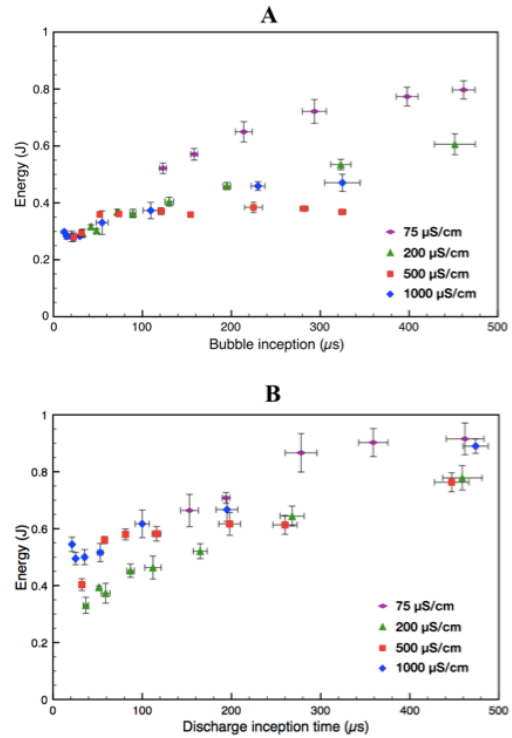 A
1
0.8
0.6
0.4
0.2
0
Energy (J)
75 µS/cm
200 µS/cm
500 µS/cm
1000 µS/cm
0 100 200 300 400 500
Bubble inception (µs)
B
1
0.8
0.6
0.4
0.2
0
Energy (J)
75 µS/cm
200 µS/cm
500 µS/cm
1000 µS/cm
0 100 200 300 400 500
Discharge inception time (µs)